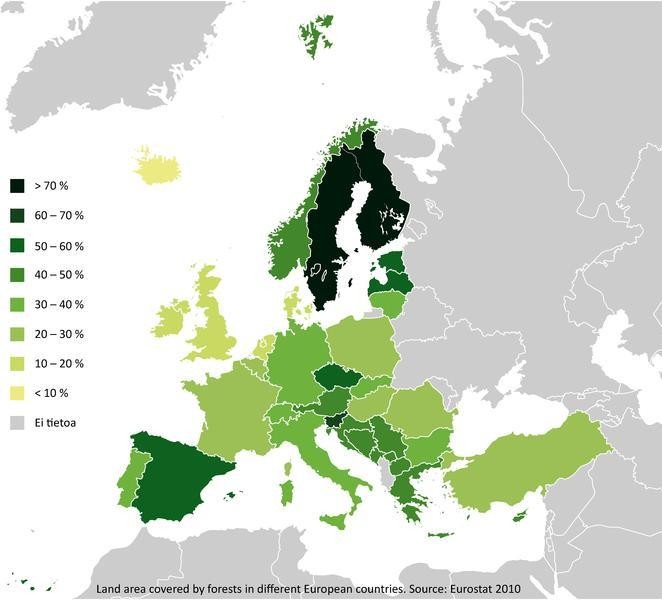 > 70 %
60 – 70 %
50 – 60 %
40 – 50 %
30 – 40 %
20 – 30 %
10 – 20 %
< 10 %
Ei tietoa
Land area covered by forests in different European countries. Source: Eurostat 2010